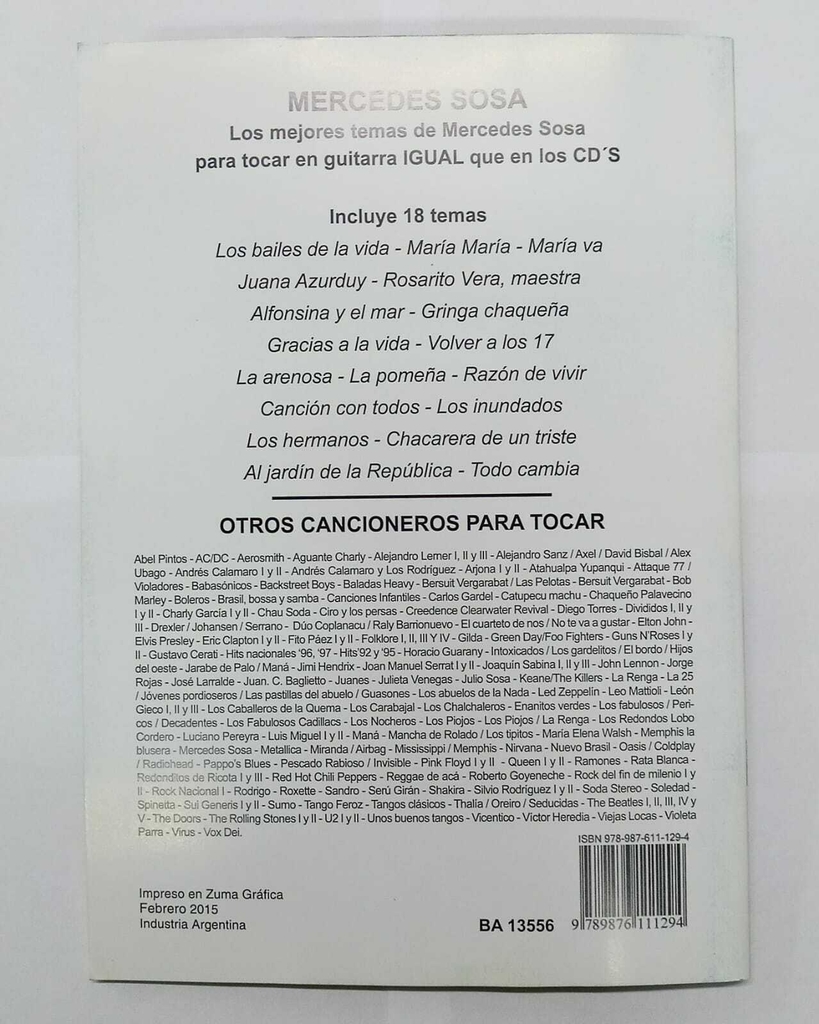 MERCEDES SOSA
Los mejores temas de Mercedes Sosa
para tocar en guitarra IGUAL que en los CD´S
Incluye 18 temas
Los bailes de la vida - María María - María va
Juana Azurduy - Rosarito Vera, maestra
Alfonsina y el mar - Gringa chaqueña
Gracias a la vida - Volver a los 17
La arenosa - La pomeña - Razón de vivir
Canción con todos - Los inundados
Los hermanos - Chacarera de un triste
Al jardín de la República - Todo cambia
OTROS CANCIONEROS PARA TOCAR
Abel Pintos - AC/DC - Aerosmith - Aguante Charly - Alejandro Lerner I, II y III - Alejandro Sanz / Axel / David Bisbal / Alex
Ubago - Andrés Calamaro I y II - Andrés Calamaro y Los Rodríguez - Arjona I y II - Atahualpa Yupanqui - Attaque 77 /
Violadores - Babasónicos - Backstreet Boys - Baladas Heavy - Bersuit Vergarabat / Las Pelotas - Bersuit Vergarabat - Bob
Marley - Boleros - Brasil, bossa y samba - Canciones Infantiles - Carlos Gardel - Catupecu machu - Chaqueño Palavecino
I y II - Charly García I y II - Chau Soda - Ciro y los persas - Creedence Clearwater Revival - Diego Torres - Divididos I, II y
III - Drexler / Johansen / Serrano - Dúo Coplanacu / Raly Barrionuevo - El cuarteto de nos / No te va a gustar - Elton John -
Elvis Presley - Eric Clapton I y II - Fito Páez I y II - Folklore I, II, III Y IV - Gilda - Green Day/Foo Fighters - Guns N'Roses I y
II - Gustavo Cerati - Hits nacionales '96, '97 - Hits'92 y '95 - Horacio Guarany - Intoxicados / Los gardelitos / El bordo / Hijos
del oeste - Jarabe de Palo / Maná - Jimi Hendrix - Joan Manuel Serrat I y II - Joaquín Sabina I, II y III - John Lennon - Jorge
Rojas - José Larralde - Juan. C. Baglietto - Juanes - Julieta Venegas - Julio Sosa - Keane/The Killers - La Renga - La 25
/ Jóvenes pordioseros / Las pastillas del abuelo / Guasones - Los abuelos de la Nada - Led Zeppelin - Leo Mattioli - León
Gieco I, II y III - Los Caballeros de la Quema - Los Carabajal - Los Chalchaleros - Enanitos verdes - Los fabulosos / Peri-
cos / Decadentes - Los Fabulosos Cadillacs - Los Nocheros - Los Piojos - Los Piojos / La Renga - Los Redondos Lobo
Cordero - Luciano Pereyra - Luis Miguel I y II - Maná - Mancha de Rolado / Los tipitos - María Elena Walsh - Memphis la
blusera - Mercedes Sosa - Metallica - Miranda / Airbag - Mississippi / Memphis - Nirvana - Nuevo Brasil - Oasis / Coldplay
/ Radiohead - Pappo's Blues - Pescado Rabioso / Invisible - Pink Floyd I y II - Queen I y II - Ramones - Rata Blanca -
Redonditos de Ricota I y III - Red Hot Chili Peppers - Reggae de acá - Roberto Goyeneche - Rock del fin de milenio I y
II - Rock Nacional I - Rodrigo - Roxette - Sandro - Serú Girán - Shakira - Silvio Rodríguez I y II - Soda Stereo - Soledad -
Spinetta - Sui Generis I y II - Sumo - Tango Feroz - Tangos clásicos - Thalía / Oreiro / Seducidas - The Beatles I, II, III, IV y
V - The Doors - The Rolling Stones I y II - U2 I y II - Unos buenos tangos - Vicentico - Víctor Heredia - Viejas Locas - Violeta
Parra - Virus - Vox Dei.
ISBN 978-987-611-129-4
Impreso en Zuma Gráfica
Febrero 2015
Industria Argentina
BA 13556
9 789876 111294